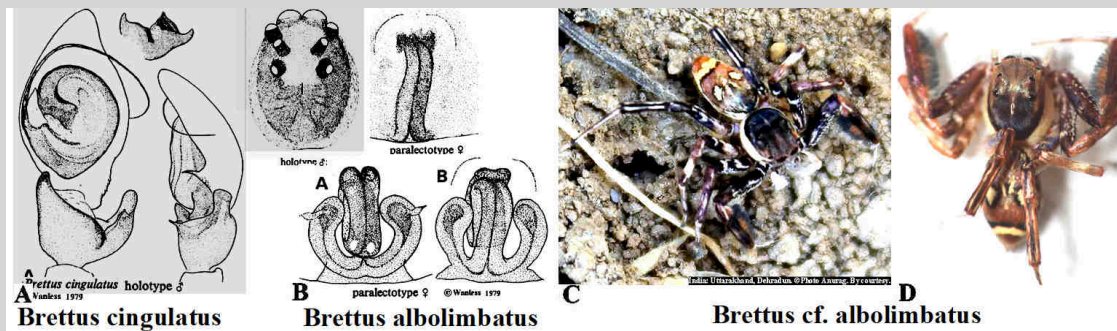 A
Brettus cingulatus holotype ♂
Wanless 1979
A
Brettus cingulatus
holotype ♂
paralectotype ♀
A
B
paralectotype ♀
©Wanless 1979
B
Brettus albolimbatus
India: Uttarakhand, Dehradun. ©Photo Anurag. By courtesy.
C
D
Brettus cf. albolimbatus